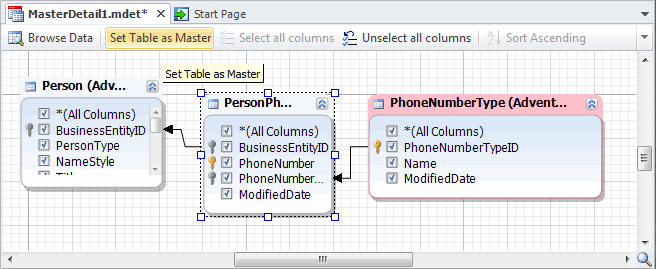 MasterDetail1.mdet* Start Page
Browse Data Set Table as Master Select all columns Unselect all columns Sort Ascending
Set Table as Master
Person (Adv...
*(All Columns)
BusinessEntityID
PersonType
NameStyle
PersonPh...
*(All Columns)
BusinessEntityID
PhoneNumber
PhoneNumber...
ModifiedDate
PhoneNumberType (Advent...
*(All Columns)
PhoneNumberTypeID
Name
ModifiedDate